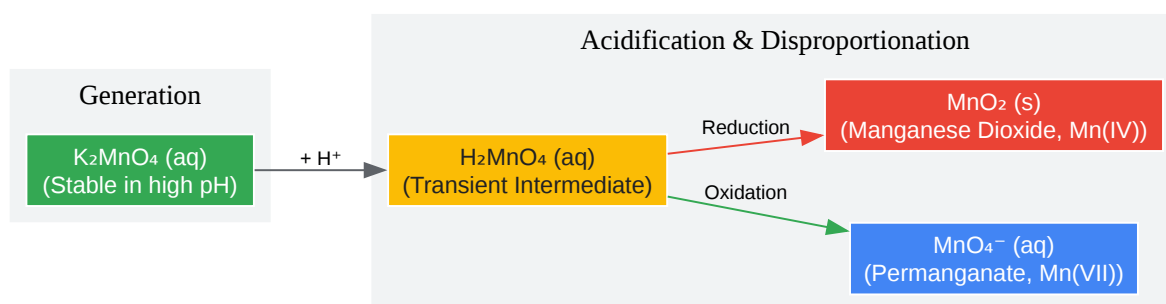 Acidification & Disproportionation
Generation
K₂MnO₄ (aq)
(Stable in high pH)
+ H⁺
H₂MnO₄ (aq)
(Transient Intermediate)
Reduction
MnO₂ (s)
(Manganese Dioxide, Mn(IV))
Oxidation
MnO₄⁻ (aq)
(Permanganate, Mn(VII))